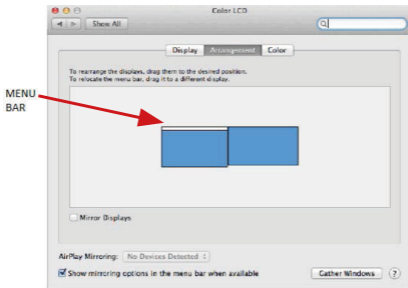 Color LCD
Show All
Display Arrangement Color
To rearrange the displays, drag them to the desired position.
To relocate the menu bar, drag it to a different display.
MENU
BAR
Mirror Displays
AirPlay Mirroring: No Devices Detected
Show mirroring options in the menu bar when available
Gather Windows ?